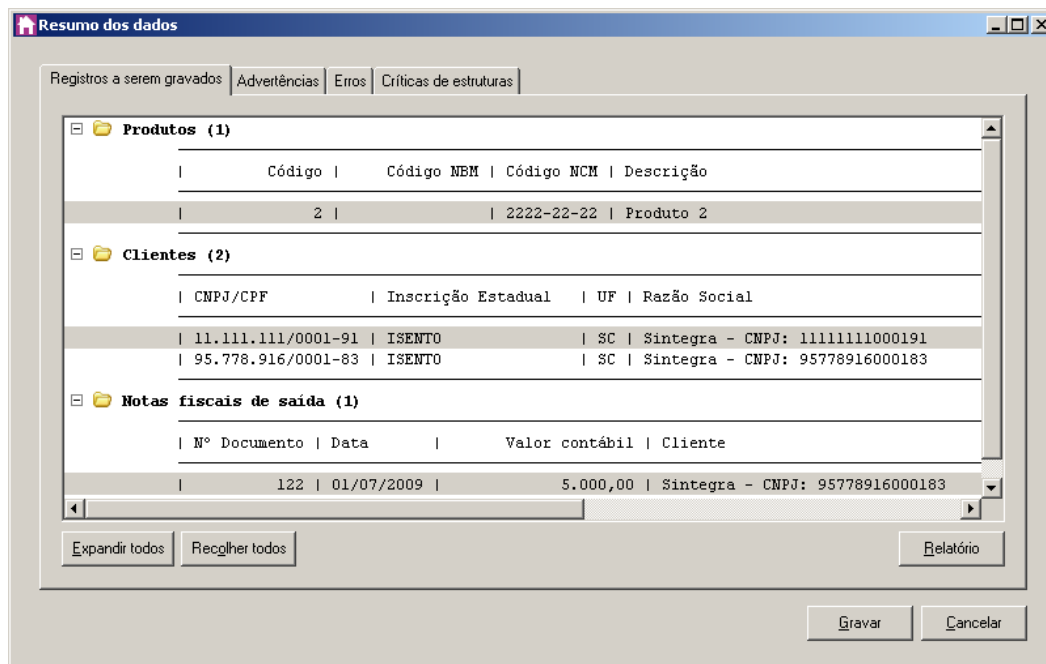 Resumo dos dados
Registros a serem gravados Advertências Erros Críticas de estruturas
Produtos (1)
| Código | Código NBM | Código NCM | Descrição
| 2 | | 2222-22-22 | Produto 2
Clientes (2)
| CNPJ/CPF | Inscrição Estadual | UF | Razão Social
| 11.111.111/0001-91 | ISENTO | SC | Sintegra - CNPJ: 11111111000191
| 95.778.916/0001-83 | ISENTO | SC | Sintegra - CNPJ: 95778916000183
Notas fiscais de saída (1)
| Nº Documento | Data | Valor contábil | Cliente
| 122 | 01/07/2009 | 5.000,00 | Sintegra - CNPJ: 95778916000183
Expandir todos Recolher todos Relatório
Gravar Cancelar